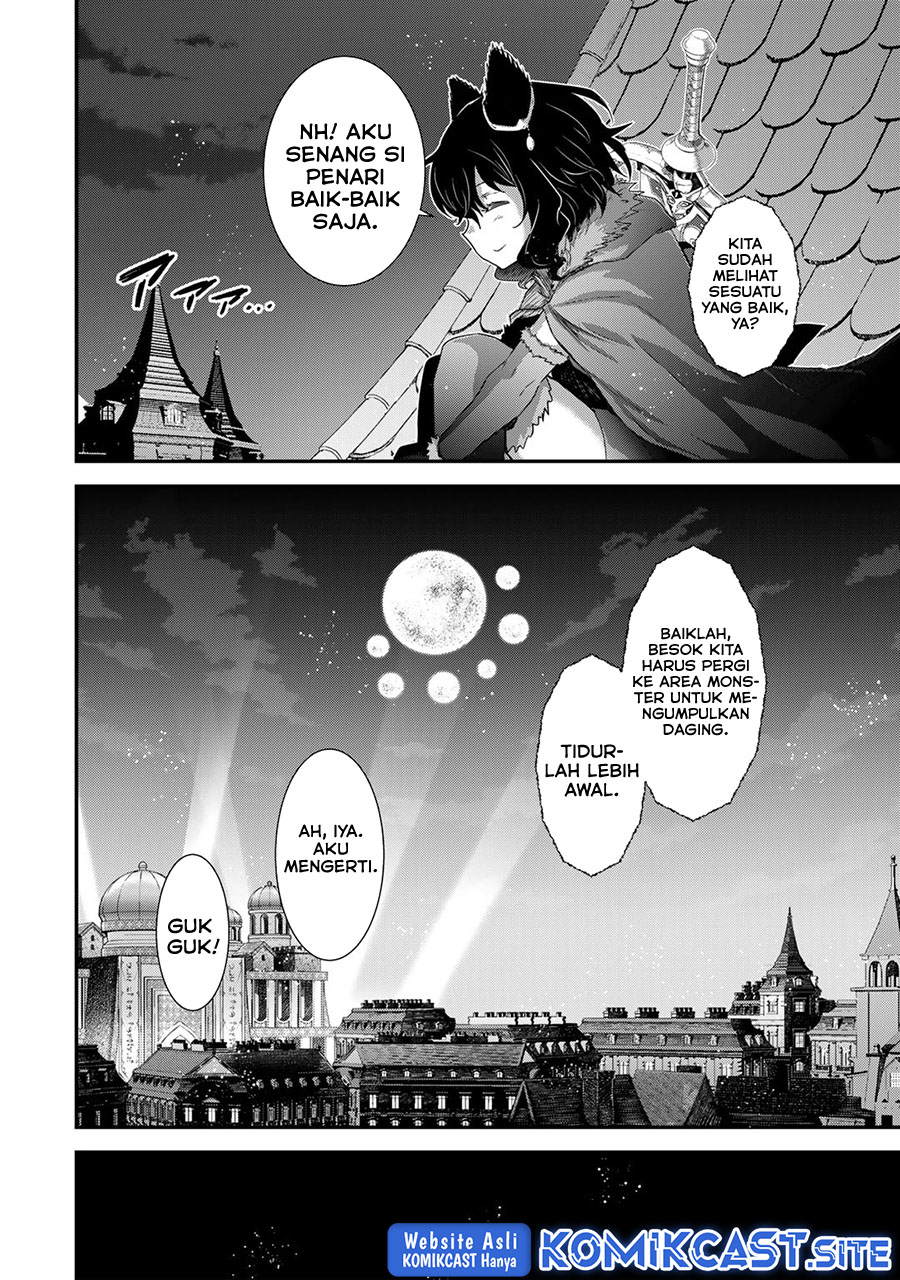 KITA
SUDAH
MELIHAT
SESUATU
YANG BAIK,
YA?
NH! AKU
SENANG SI
PENARI
BAIK-BAIK
SAJA.
アアア...
BAIKLAH,
BESOK KITA
HARUS PERGI
KE AREA MONS-
TER UNTUK ME-
NGUMPULKAN
DAGING.
TIDUR-
LAH LEBIH
AWAL.
AH, IYA.
AKU
MENGERTI.
GUK
GUK!
Website Asli
KOMIKCAST Hanya
KOMIKCAST.SITE